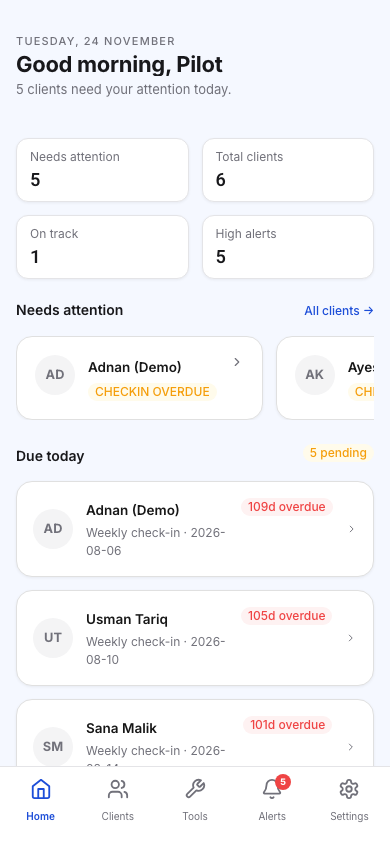 TUESDAY, 24 NOVEMBER
Good morning, Pilot
5 clients need your attention today.
Needs attention
5
Total clients
6
On track
1
High alerts
5
Needs attention
All clients →
AD
Adnan (Demo)
CHECKIN OVERDUE
AK
Due today
5 pending
AD
Adnan (Demo)
Weekly check-in · 2026-
08-06
109d overdue
UT
Usman Tariq
Weekly check-in · 2026-
08-10
105d overdue
SM
Sana Malik
Weekly check-in · 2026-
101d overdue
Home
Clients
Tools
5
Alerts
Settings